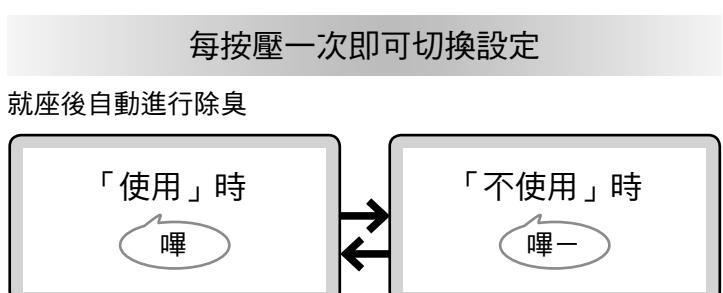 每按壓一次即可切換設定
就座後自動進行除臭
「使用」時
嗶
「不使用」時
嗶－